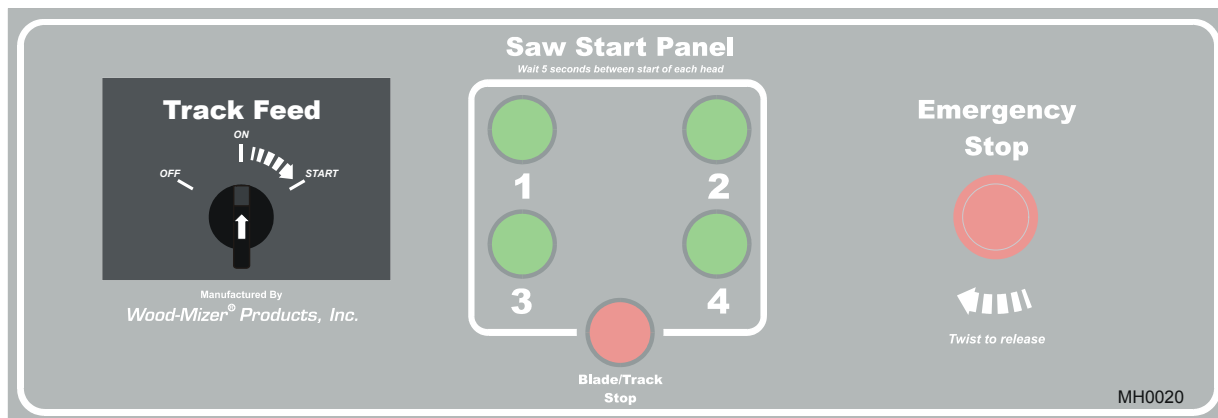 Track Feed
ON
OFF
START
Manufactured By
Wood-Mizer® Products, Inc.
Saw Start Panel
Wait 5 seconds between start of each head
1
2
3
4
Blade/Track
Stop
Emergency
Stop
Twist to release
MH0020